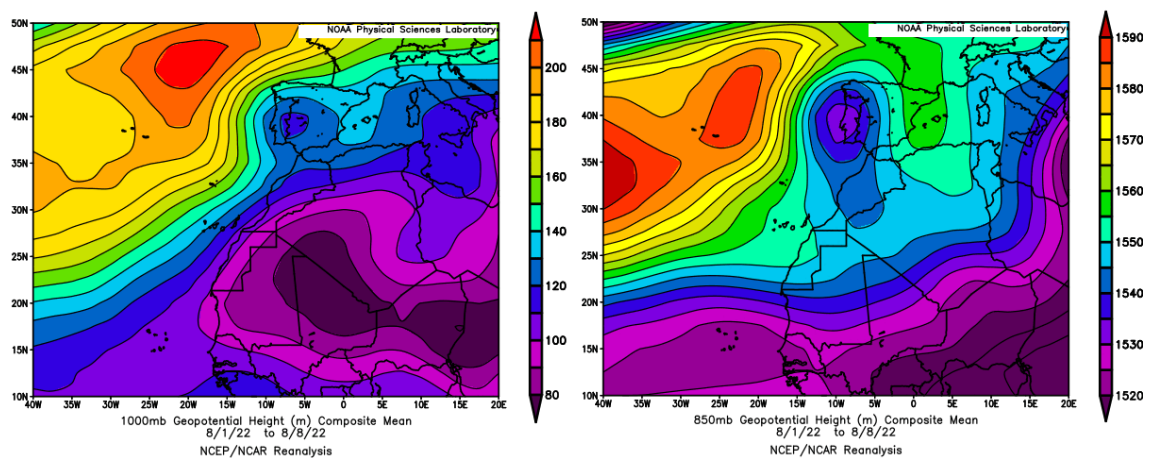 NOAA Physical Sciences Laboratory
50N
45N
40N
35N
30N
25N
20N
15N
10N
40W 35W 30W 25W 20W 15W 10W 5W 0 5E 10E 15E 20E
200
180
160
140
120
100
80
1000mb Geopotential Height (m) Composite Mean
8/1/22 to 8/8/22
NCEP/NCAR Reanalysis
NOAA Physical Sciences Laboratory
50N
45N
40N
35N
30N
25N
20N
15N
10N
40W 35W 30W 25W 20W 15W 10W 5W 0 5E 10E 15E 20E
1590
1580
1570
1560
1550
1540
1530
1520
850mb Geopotential Height (m) Composite Mean
8/1/22 to 8/8/22
NCEP/NCAR Reanalysis